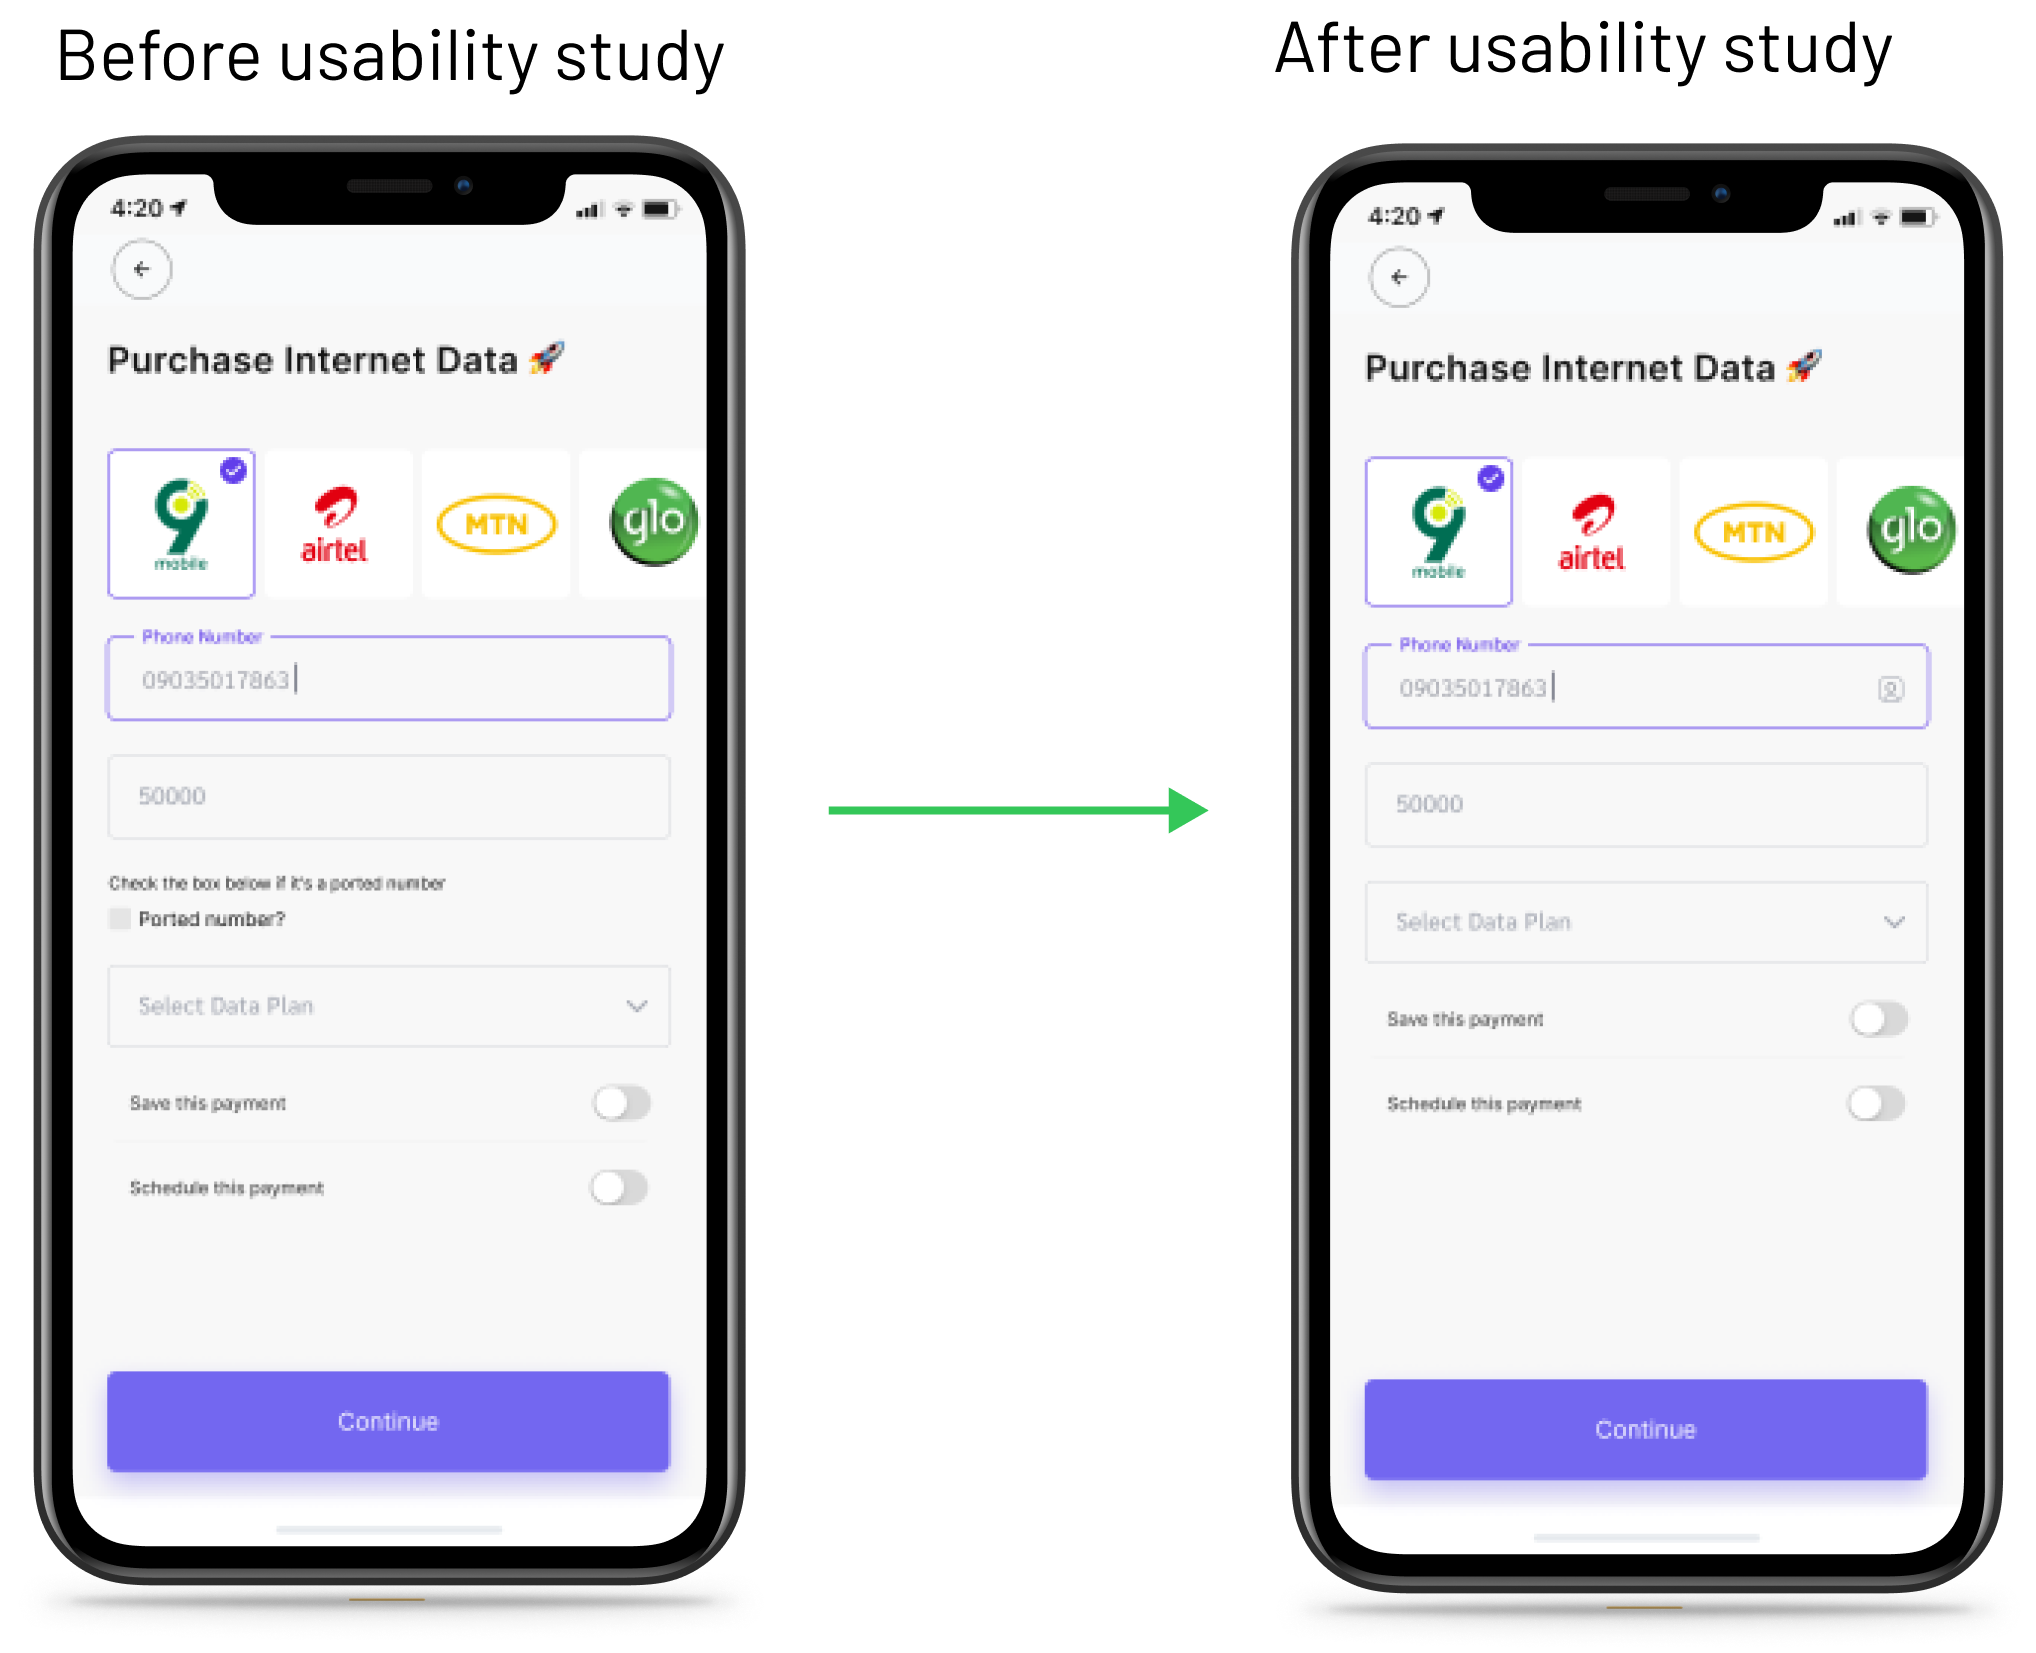 Before usability study
4:20
Purchase Internet Data 🚀
9
mobile
airtel
MTN
glo
Phone Number
09035017863
50000
Check the box below if it's a ported number
Ported number?
Select Data Plan
Save this payment
Schedule this payment
Continue
After usability study
4:20
Purchase Internet Data 🚀
9
mobile
airtel
MTN
glo
Phone Number
09035017863
50000
Select Data Plan
Save this payment
Schedule this payment
Continue